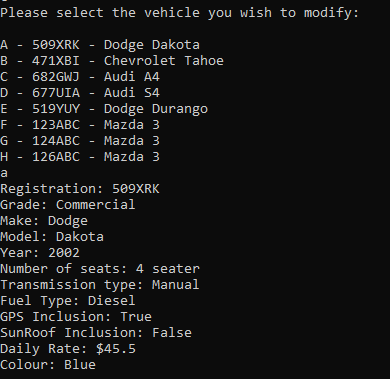 Please select the vehicle you wish to modify:
A - 509XRK - Dodge Dakota
B - 471XBI - Chevrolet Tahoe
C - 682GWJ - Audi A4
D - 677UIA - Audi S4
E - 519YUY - Dodge Durango
F - 123ABC - Mazda 3
G - 124ABC - Mazda 3
H - 126ABC - Mazda 3
a
Registration: 509XRK
Grade: Commercial
Make: Dodge
Model: Dakota
Year: 2002
Number of seats: 4 seater
Transmission type: Manual
Fuel Type: Diesel
GPS Inclusion: True
SunRoof Inclusion: False
Daily Rate: $45.5
Colour: Blue